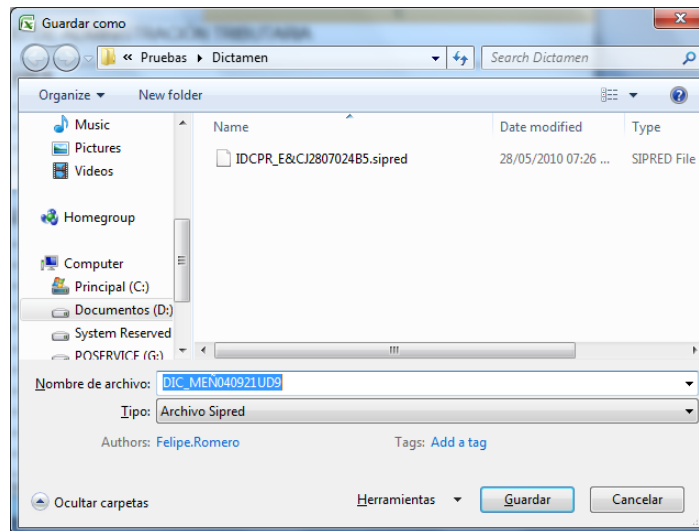 Guardar como
« Pruebas ▸ Dictamen
Search Dictamen
Organize
New folder
Music
Pictures
Videos
Homegroup
Computer
Principal (C:)
Documentos (D:)
System Reserved
POSERVICE (G:)
Name
Date modified
Type
IDCPR_E&CJ2807024B5.sipred
28/05/2010 07:26 ...
SIPRED File
Nombre de archivo: DIC_MEÑ040921UD9
Tipo: Archivo Sipred
Authors: Felipe.Romero
Tags: Add a tag
Ocultar carpetas
Herramientas
Guardar
Cancelar